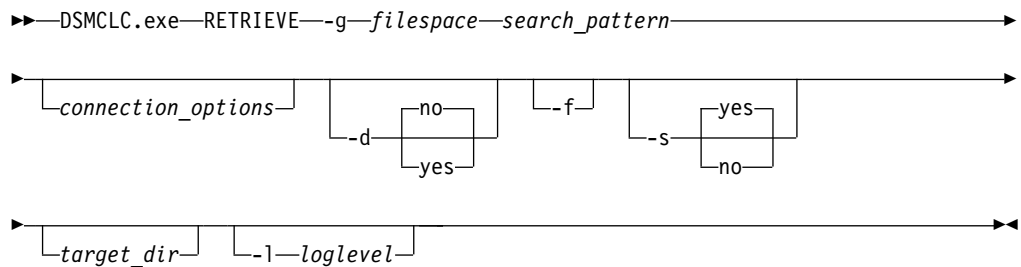 DSMCLC.exe RETRIEVE -g filespace search_pattern
connection_options -d no yes -f -s yes no
target_dir -l loglevel